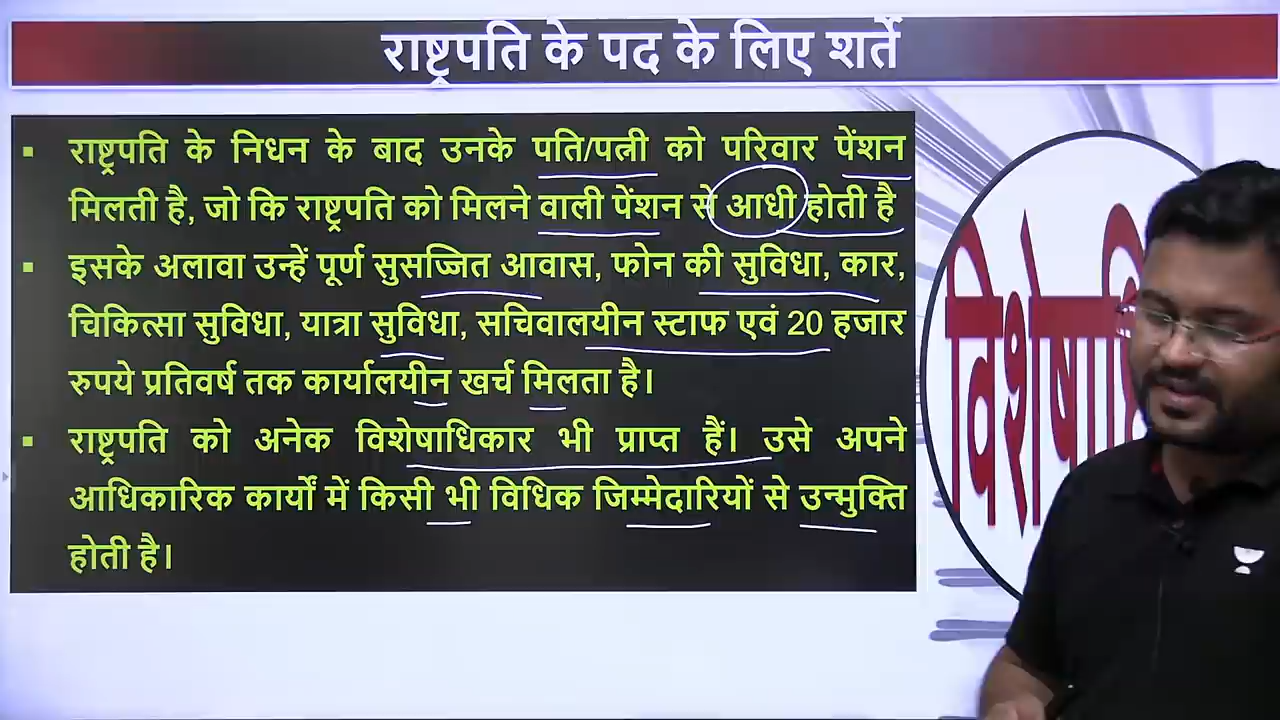 राष्ट्रपति के पद के लिए शर्तें
▪ राष्ट्रपति के निधन के बाद उनके पति/पत्नी को परिवार पेंशन
मिलती है, जो कि राष्ट्रपति को मिलने वाली पेंशन से आधी होती है
▪ इसके अलावा उन्हें पूर्ण सुसज्जित आवास, फोन की सुविधा, कार,
चिकित्सा सुविधा, यात्रा सुविधा, सचिवालयीन स्टाफ एवं 20 हजार
रुपये प्रतिवर्ष तक कार्यालयीन खर्च मिलता है।
▪ राष्ट्रपति को अनेक विशेषाधिकार भी प्राप्त हैं। उसे अपने
आधिकारिक कार्यों में किसी भी विधिक जिम्मेदारियों से उन्मुक्ति
होती है।